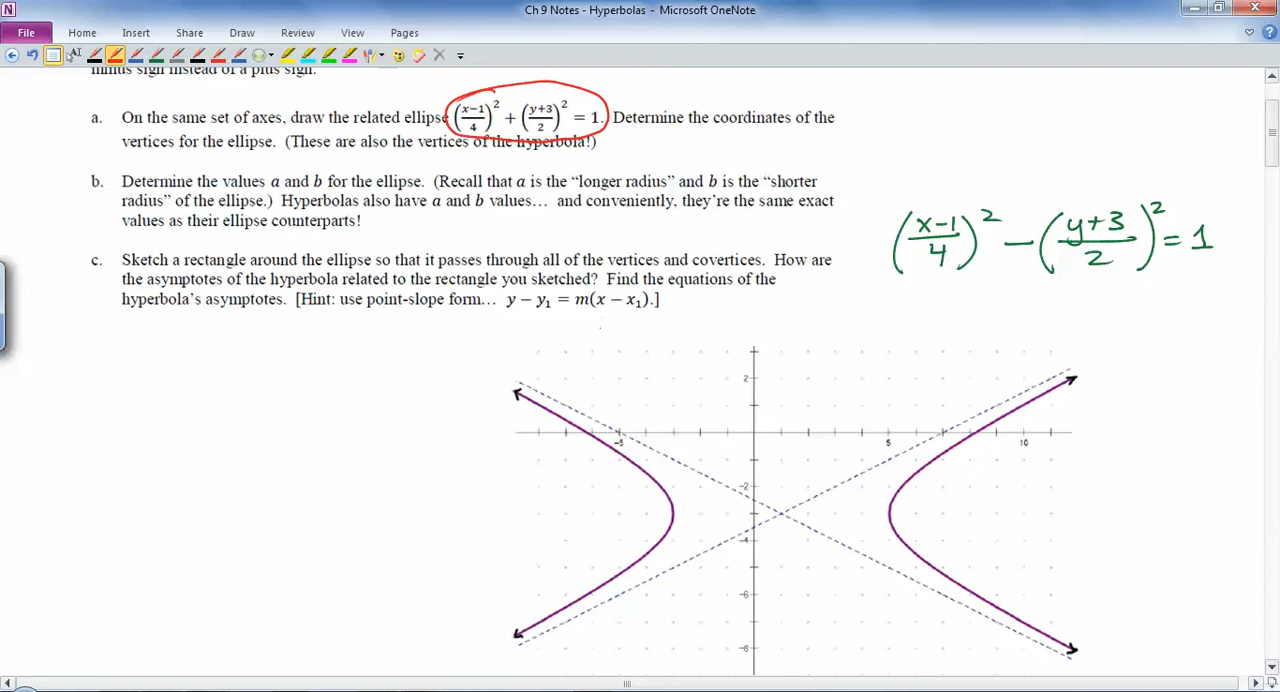 Ch 9 Notes - Hyperbolas - Microsoft OneNote
File Home Insert Share Draw Review View Pages
minus sign instead of a plus sign.
a. On the same set of axes, draw the related ellipse ((x−1)/4)² + ((y+3)/2)² = 1. Determine the coordinates of the
vertices for the ellipse. (These are also the vertices of the hyperbola!)
b. Determine the values a and b for the ellipse. (Recall that a is the “longer radius” and b is the “shorter
radius” of the ellipse.) Hyperbolas also have a and b values… and conveniently, they’re the same exact
values as their ellipse counterparts!
((x−1)/4)² − ((y+3)/2)² = 1
c. Sketch a rectangle around the ellipse so that it passes through all of the vertices and covertices. How are
the asymptotes of the hyperbola related to the rectangle you sketched? Find the equations of the
hyperbola’s asymptotes. [Hint: use point-slope form… y − y₁ = m(x − x₁).]
2
-5 5 10
-2
-4
-6
-8